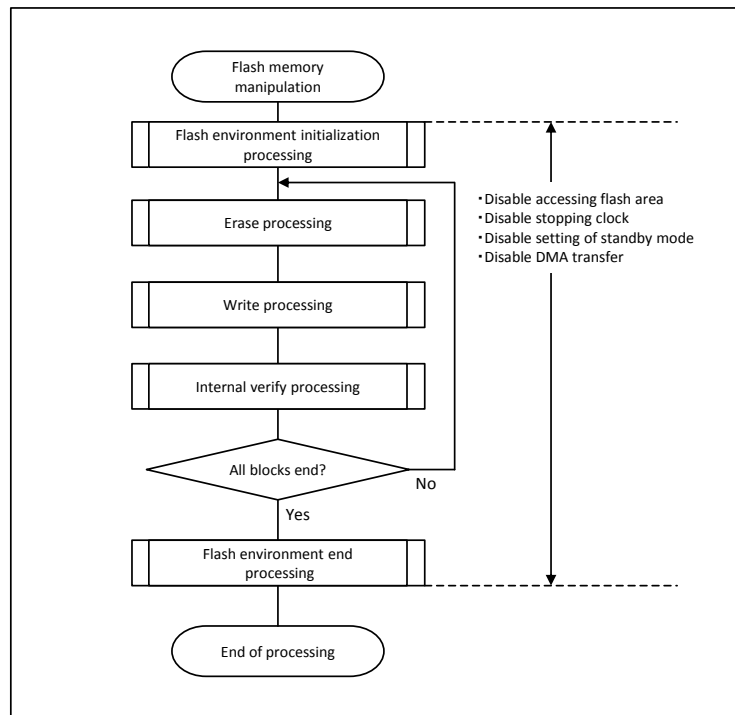 Flash memory
manipulation
Flash environment initialization
processing
Erase processing
Write processing
Internal verify processing
All blocks end?
No
Yes
Flash environment end
processing
End of processing
・Disable accessing flash area
・Disable stopping clock
・Disable setting of standby mode
・Disable DMA transfer